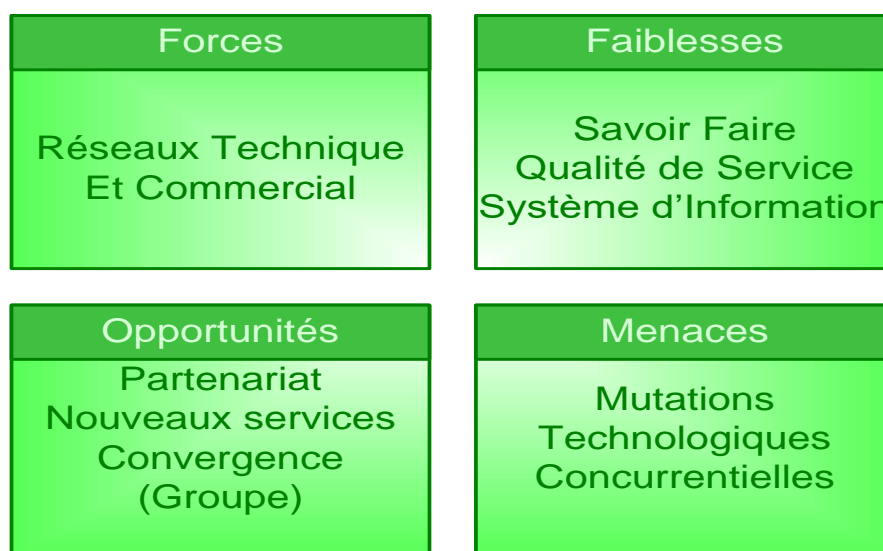 Forces
Réseaux Technique
Et Commercial
Faiblesses
Savoir Faire
Qualité de Service
Système d’Information
Opportunités
Partenariat
Nouveaux services
Convergence
(Groupe)
Menaces
Mutations
Technologiques
Concurrentielles